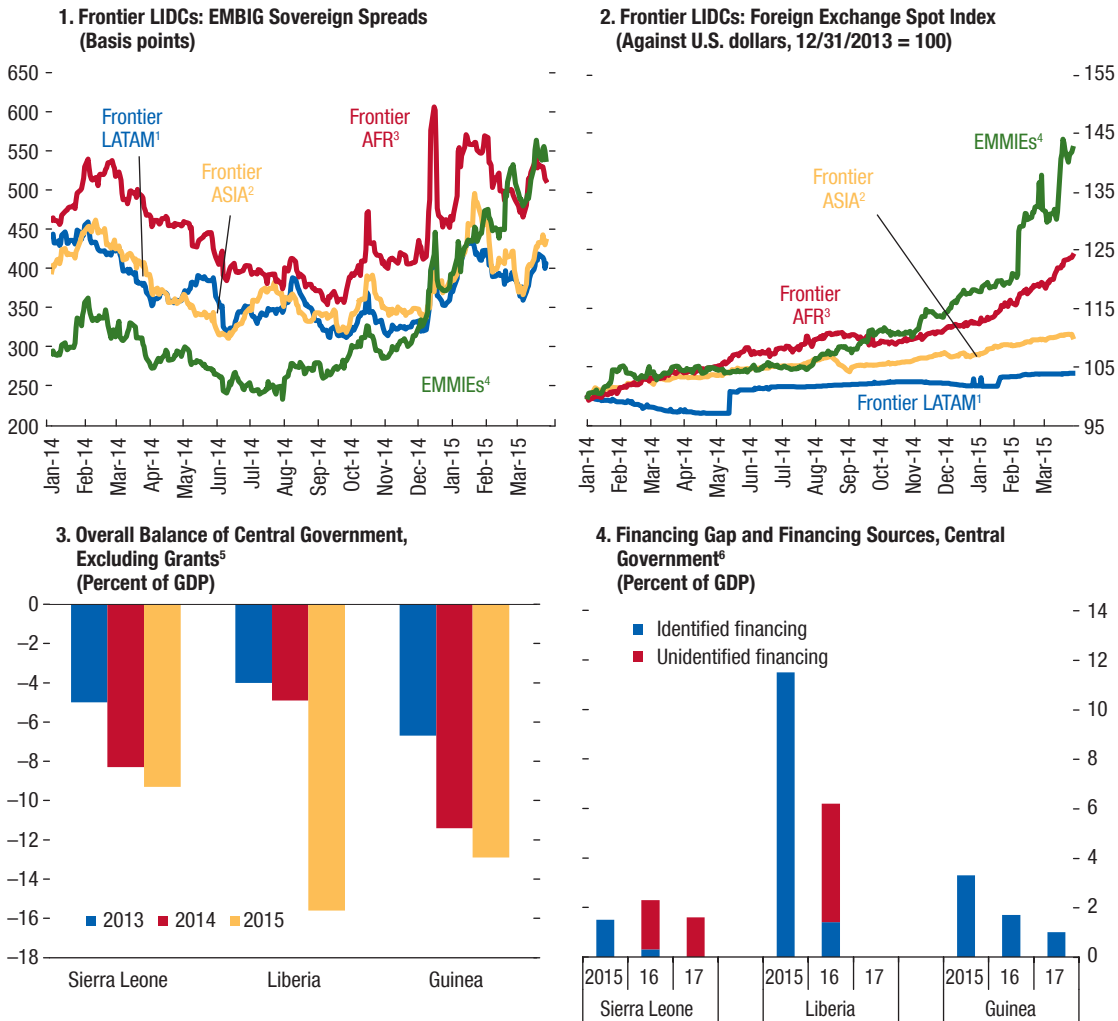 1. Frontier LIDCs: EMBIG Sovereign Spreads
(Basis points)
650
600
550
500
450
400
350
300
250
200
Frontier
LATAM¹
Frontier
ASIA²
Frontier
AFR³
EMMIEs⁴
Jan-14
Feb-14
Mar-14
Apr-14
May-14
Jun-14
Jul-14
Aug-14
Sep-14
Oct-14
Nov-14
Dec-14
Jan-15
Feb-15
Mar-15
2. Frontier LIDCs: Foreign Exchange Spot Index
(Against U.S. dollars, 12/31/2013 = 100)
155
145
135
125
115
105
95
EMMIEs⁴
Frontier
ASIA²
Frontier
AFR³
Frontier LATAM¹
Jan-14
Feb-14
Mar-14
Apr-14
May-14
Jun-14
Jul-14
Aug-14
Sep-14
Oct-14
Nov-14
Dec-14
Jan-15
Feb-15
Mar-15
3. Overall Balance of Central Government,
Excluding Grants⁵
(Percent of GDP)
0
–2
–4
–6
–8
–10
–12
–14
–16
–18
2013 2014 2015
Sierra Leone Liberia Guinea
4. Financing Gap and Financing Sources, Central
Government⁶
(Percent of GDP)
Identified financing
Unidentified financing
14
12
10
8
6
4
2
0
2015 16 17 2015 16 17 2015 16 17
Sierra Leone Liberia Guinea